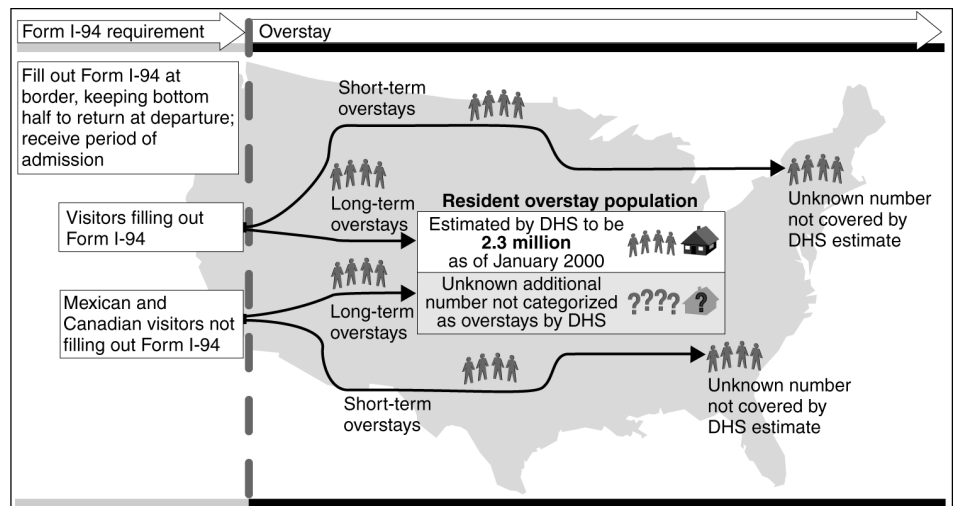 Form I-94 requirement
Overstay
Fill out Form I-94 at
border, keeping bottom
half to return at departure;
receive period of
admission
Short-term
overstays
Visitors filling out
Form I-94
Long-term
overstays
Resident overstay population
Estimated by DHS to be
2.3 million
as of January 2000
Unknown number
not covered by
DHS estimate
Mexican and
Canadian visitors not
filling out Form I-94
Long-term
overstays
Unknown additional
number not categorized
as overstays by DHS
????
?
Short-term
overstays
Unknown number
not covered by
DHS estimate